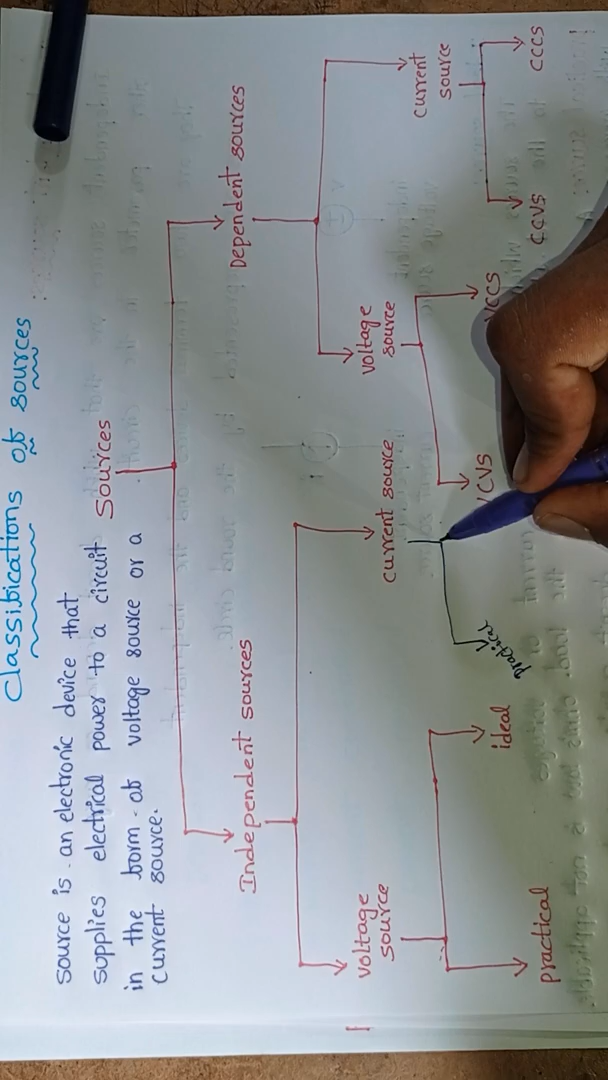 Classifications of sources
Source is an electronic device that
supplies electrical power to a circuit
in the form of voltage source or a
current source.
Sources
Independent sources
Dependent sources
Voltage source
current source
Voltage source
current source
practical
ideal
practical
VCVS
VCCS
CCVS
CCCS